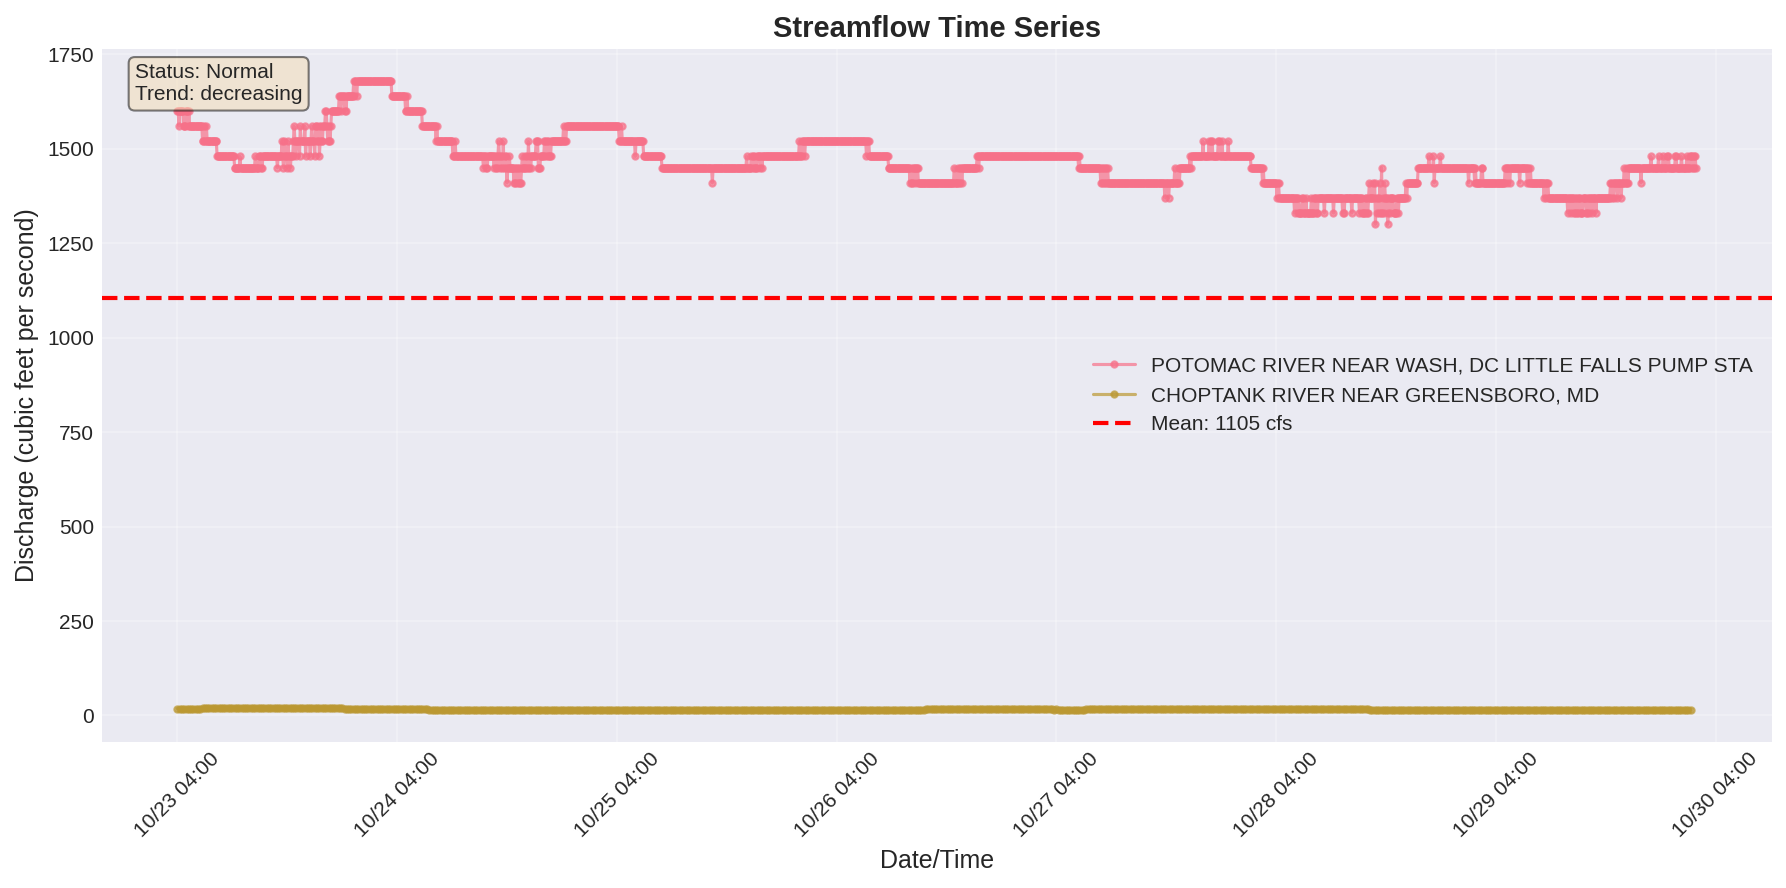 Streamflow Time Series
Status: Normal
Trend: decreasing
Discharge (cubic feet per second)
1750
1500
1250
1000
750
500
250
0
POTOMAC RIVER NEAR WASH, DC LITTLE FALLS PUMP STA
CHOPTANK RIVER NEAR GREENSBORO, MD
Mean: 1105 cfs
10/23 04:00
10/24 04:00
10/25 04:00
10/26 04:00
10/27 04:00
10/28 04:00
10/29 04:00
10/30 04:00
Date/Time